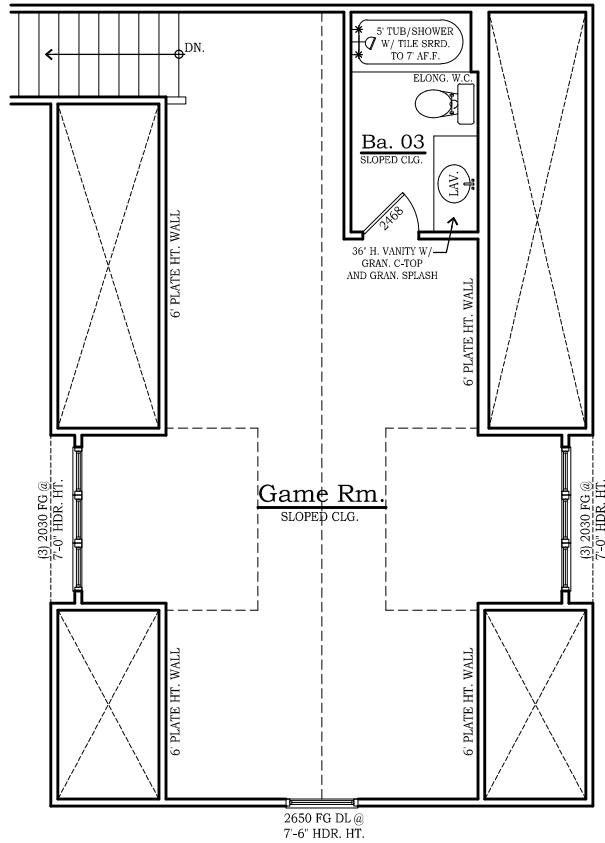 5' TUB/SHOWER
W/ TILE SRRD.
TO 7' AF.F.
DN.
ELONG. W.C.
Ba. 03
SLOPED CLG.
LAV.
2468
36" H. VANITY W/
GRAN. C-TOP
AND GRAN. SPLASH
6' PLATE HT. WALL
6' PLATE HT. WALL
(3) 2030 FG @
7'-0" HDR. HT.
Game Rm.
SLOPED CLG.
(3) 2030 FG @
7'-0" HDR. HT.
6' PLATE HT. WALL
6' PLATE HT. WALL
2650 FG DL @
7'-6" HDR. HT.